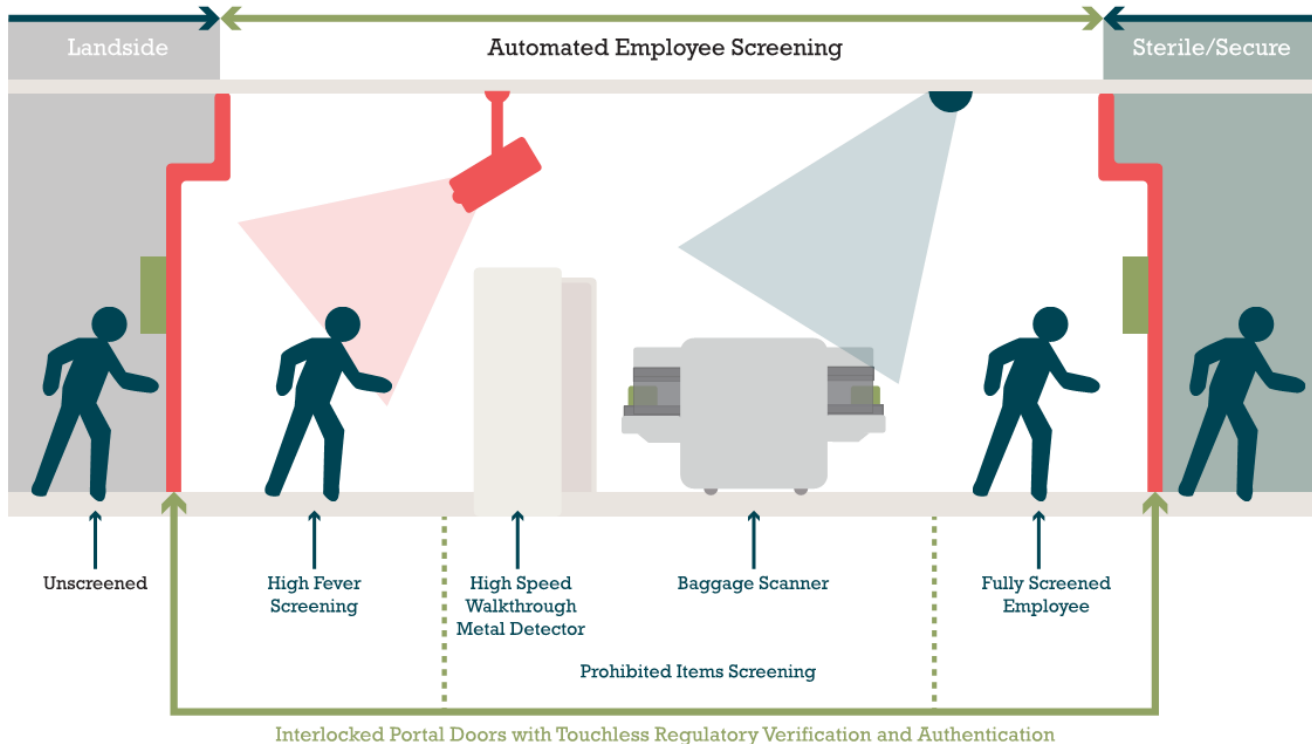 Landside
Automated Employee Screening
Sterile/Secure
Unscreened
High Fever
Screening
High Speed
Walkthrough
Metal Detector
Baggage Scanner
Fully Screened
Employee
Prohibited Items Screening
Interlocked Portal Doors with Touchless Regulatory Verification and Authentication